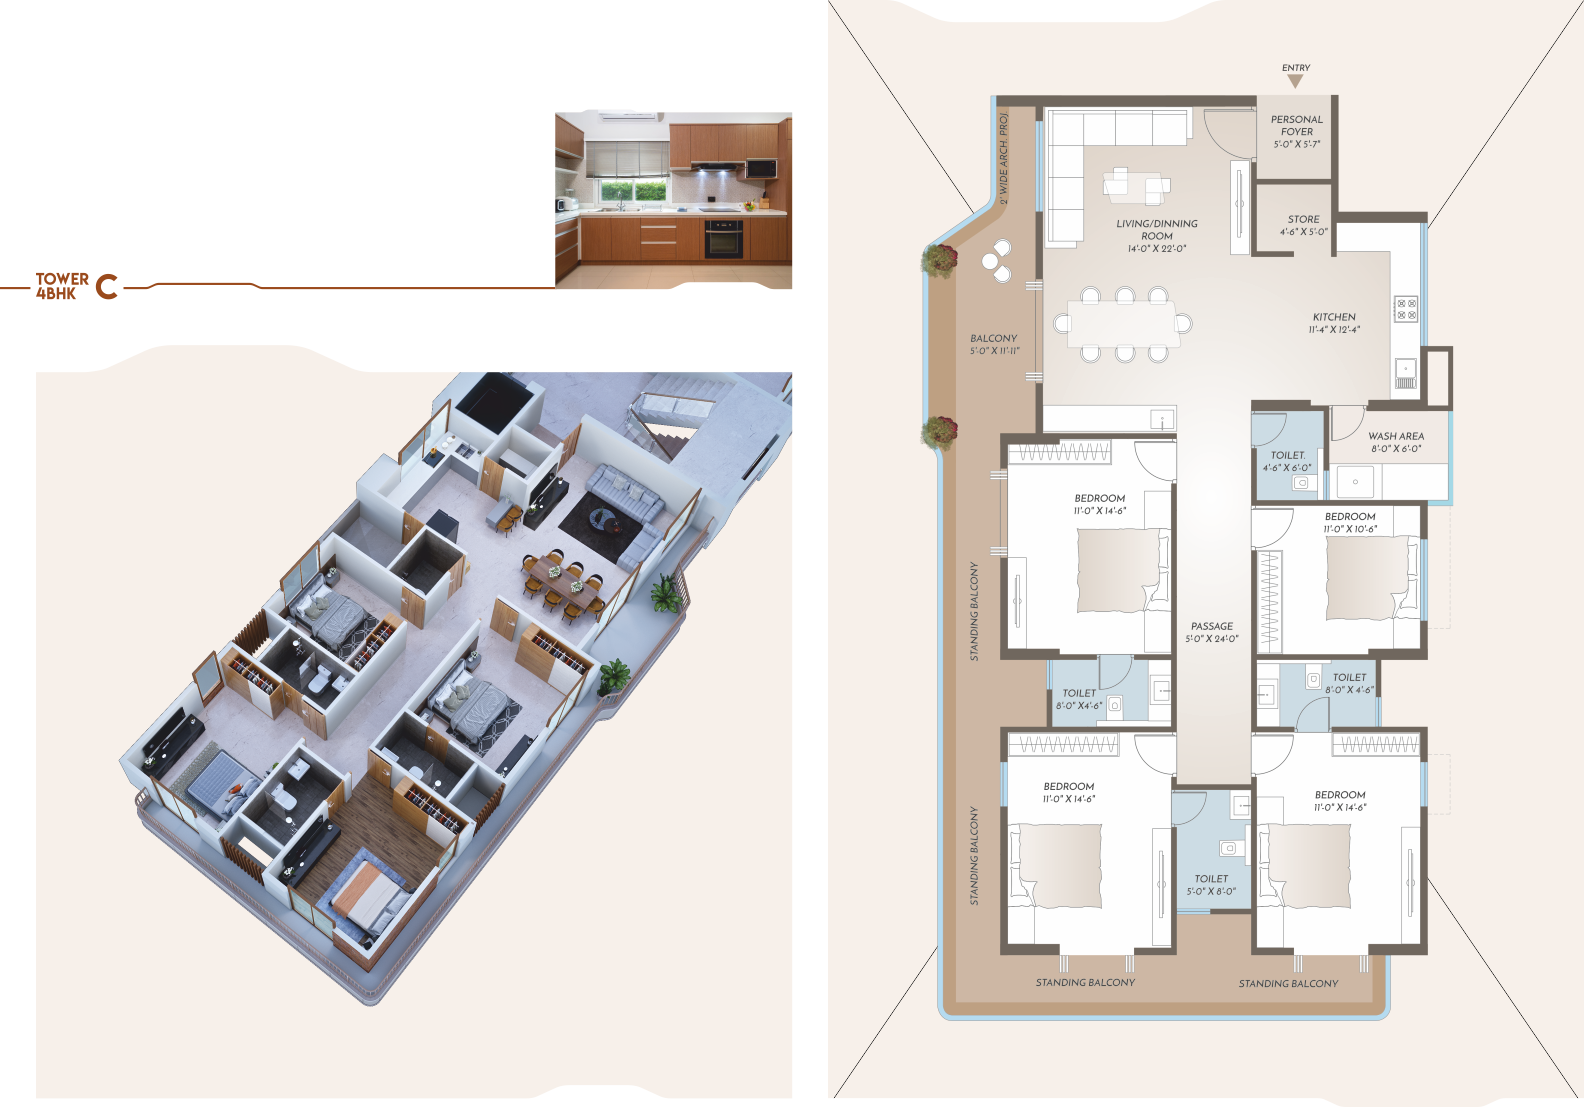 TOWER
4BHK
C
ENTRY
PERSONAL
FOYER
5'-0" X 5'-7"
2' WIDE ARCH. PROJ.
STORE
4'-6" X 5'-0"
LIVING/DINNING
ROOM
14'-0" X 22'-0"
KITCHEN
11'-4" X 12'-4"
BALCONY
5'-0" X 11'-11"
WASH AREA
8'-0" X 6'-0"
TOILET.
4'-6" X 6'-0"
BEDROOM
11'-0" X 14'-6"
BEDROOM
11'-0" X 10'-6"
STANDING BALCONY
PASSAGE
5'-0" X 24'-0"
TOILET
8'-0" X4'-6"
TOILET
8'-0" X 4'-6"
BEDROOM
11'-0" X 14'-6"
BEDROOM
11'-0" X 14'-6"
STANDING BALCONY
TOILET
5'-0" X 8'-0"
STANDING BALCONY
STANDING BALCONY